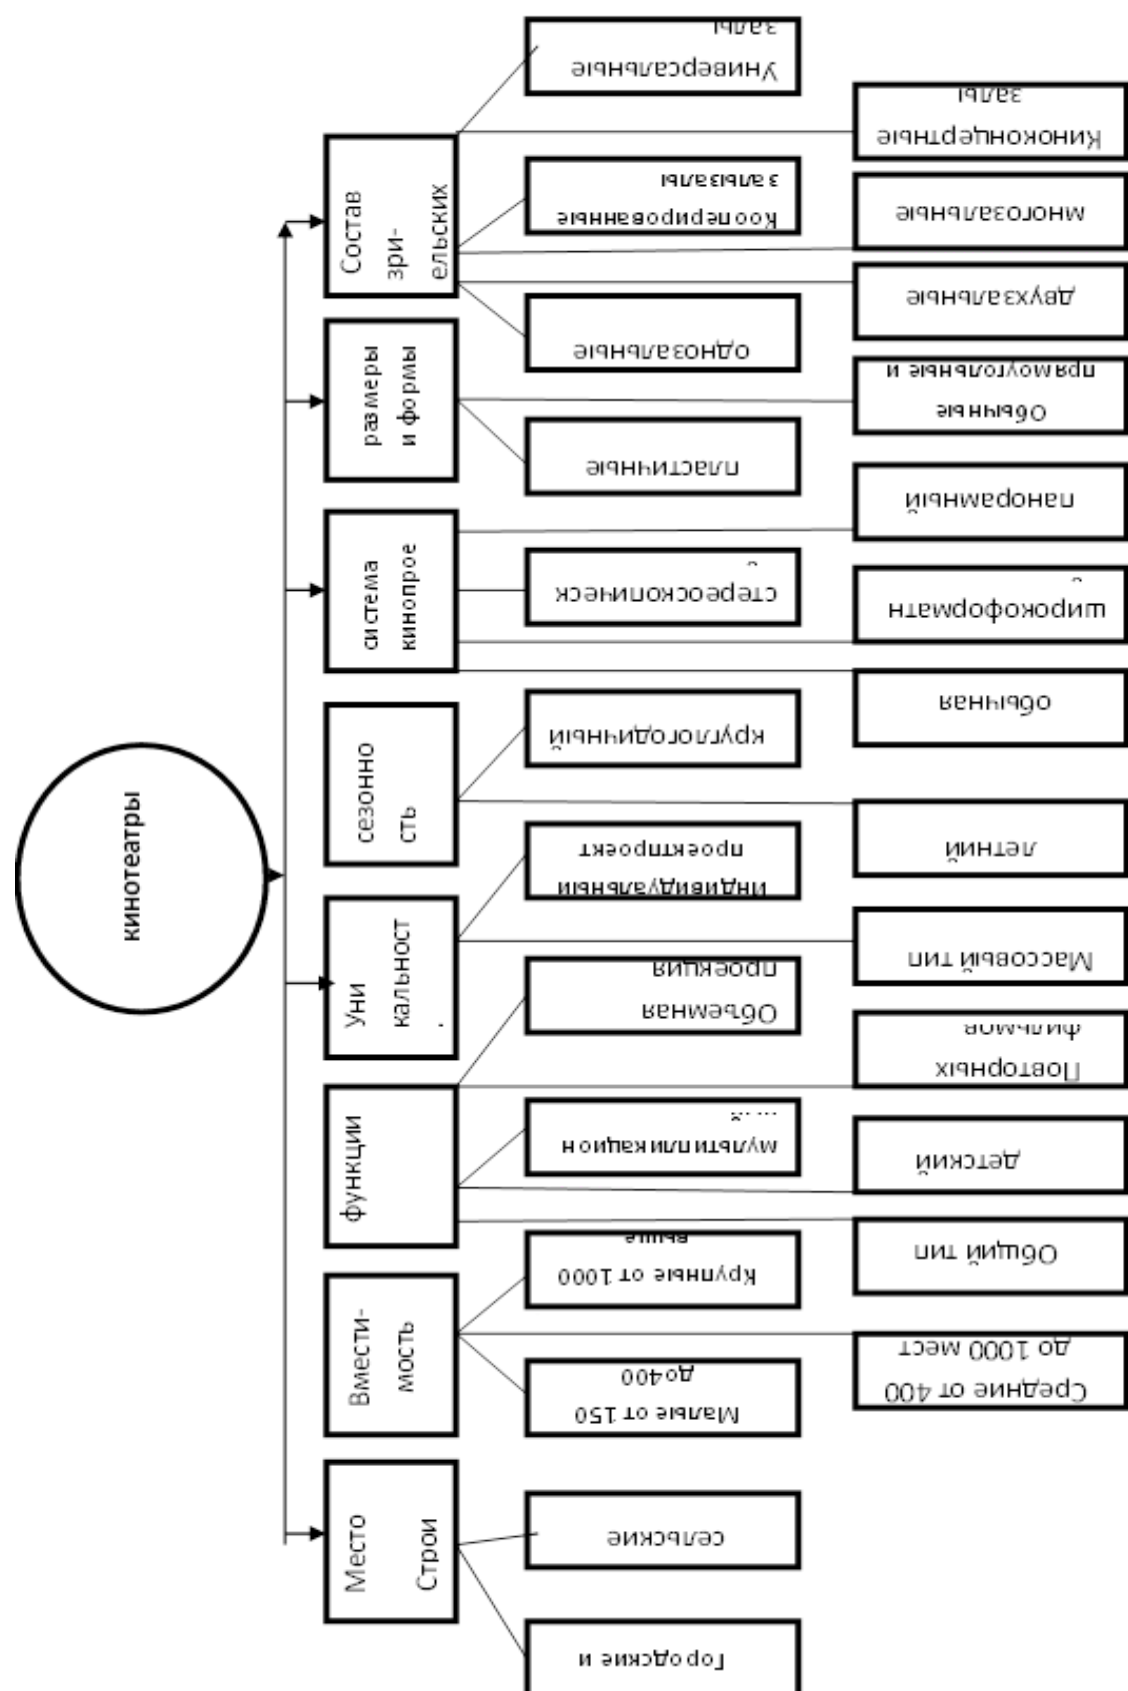 кинотеатры
Состав
зри-
ельских
размеры
и формы
система
кинопрое
сезонно
сть
Уни
кальност
функции
Вмести-
мость
Место
Строи
Универсальные
залы
Киноконцертные
залы
Кооперированные
залызалы
многозальные
двухзальные
однозальные
Обычные
прямоугольные и
пластичные
панорамный
стереоскопическ
широкоформатн
обычная
круглогодичный
летний
Индивидуальный
проектпроект
Массовый тип
Объемная
проекция
Повторных
фильмов
мультипликацион
детский
Общий тип
Крупные от 1000
выше
Средние от 400
до 1000 мест
Малые от 150
до400
сельские
Городские и